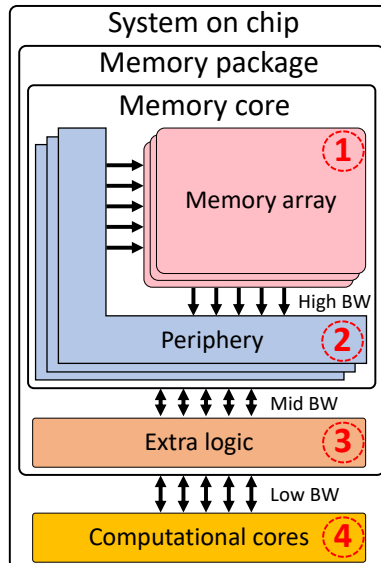 System on chip
Memory package
Memory core
1
Memory array
High BW
Periphery
2
Mid BW
Extra logic
3
Low BW
Computational cores
4